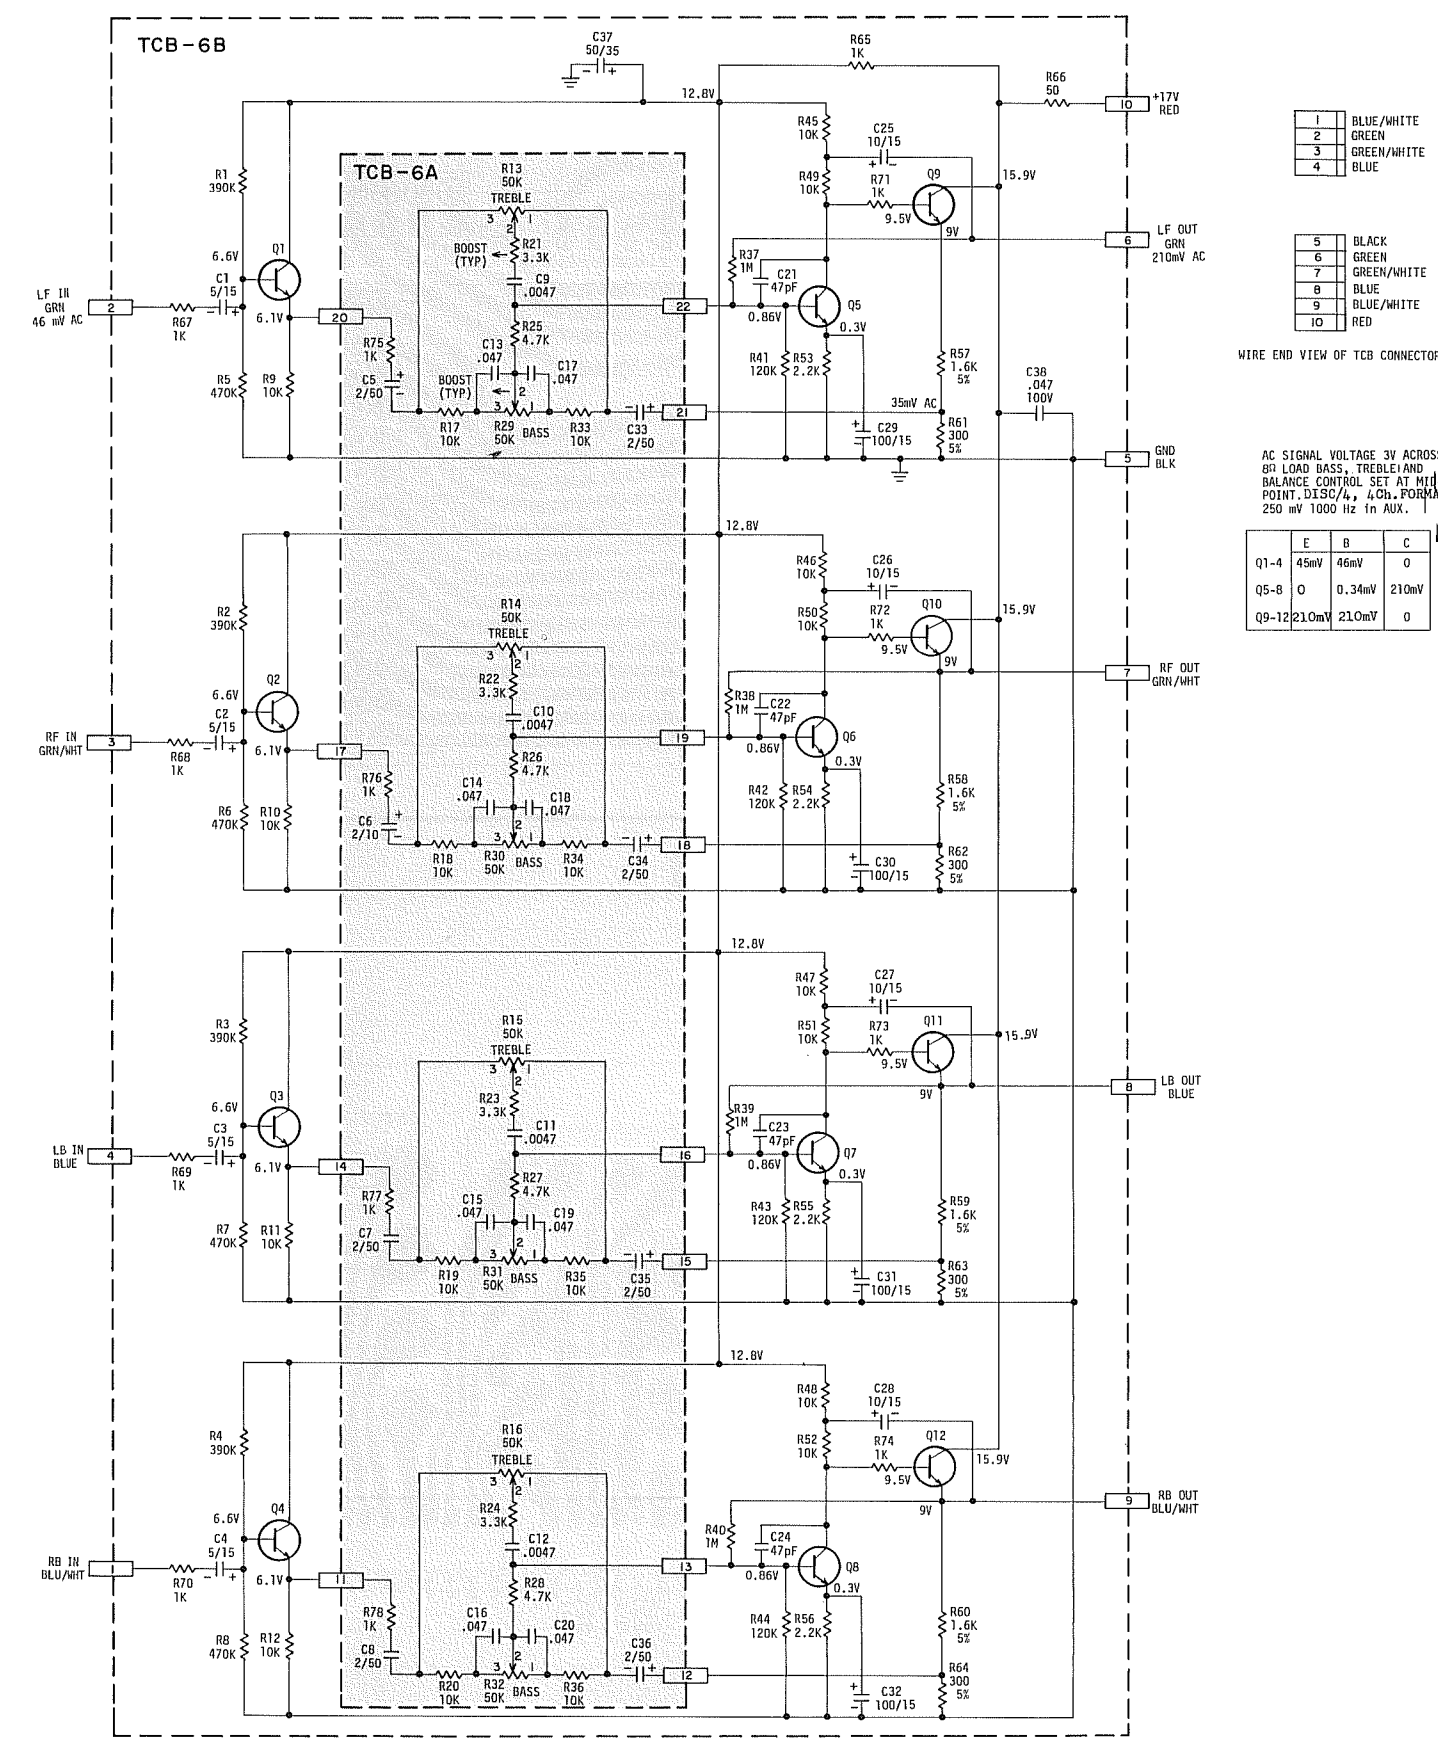 TCB-6B
C37
50/35
- +
R65
1K
R66
50
10
+17V
RED
12.8V
R1
390K
6.6V
Q1
C1
5/15
- +
LF IN
GRN
46 mV AC
2
R67
1K
6.1V
20
R5
470K
R9
10K
TCB-6A
R13
50K
TREBLE
3 1
2
BOOST
(TYP)
R21
3.3K
C9
.0047
R25
4.7K
R75
1K
C13
.047
C17
.047
C5
2/50
+
-
BOOST
(TYP)
2
3 1
R17
10K
R29
50K
BASS
R33
10K
- +
C33
2/50
22
21
R45
10K
C25
10/15
+ -
R49
10K
R71
1K
Q9
15.9V
9.5V
9V
R37
1M
C21
47pF
Q5
0.86V
0.3V
R41
120K
R53
2.2K
R57
1.6K
5%
35mV AC
R61
300
5%
+
-
C29
100/15
C38
.047
100V
6
LF OUT
GRN
210mV AC
5
GND
BLK
1 BLUE/WHITE
2 GREEN
3 GREEN/WHITE
4 BLUE
5 BLACK
6 GREEN
7 GREEN/WHITE
8 BLUE
9 BLUE/WHITE
10 RED
WIRE END VIEW OF TCB CONNECTOR
AC SIGNAL VOLTAGE 3V ACROSS
8Ω LOAD BASS, TREBLE AND
BALANCE CONTROL SET AT MID
POINT. DISC/4, 4Ch. FORMA
250 mV 1000 Hz in AUX.
E B C
Q1-4 45mV 46mV 0
Q5-8 0 0.34mV 210mV
Q9-12 210mV 210mV 0
12.8V
R2
390K
6.6V
Q2
C2
5/15
- +
RF IN
GRN/WHT
3
R68
1K
6.1V
17
R6
470K
R10
10K
R14
50K
TREBLE
3 1
2
R22
3.3K
C10
.0047
R26
4.7K
R76
1K
C14
.047
C18
.047
C6
2/10
+
-
2
3 1
R18
10K
R30
50K
BASS
R34
10K
- +
C34
2/50
19
18
R46
10K
C26
10/15
+ -
R50
10K
R72
1K
Q10
15.9V
9.5V
9V
R38
1M
C22
47pF
Q6
0.86V
0.3V
R42
120K
R54
2.2K
R58
1.6K
5%
R62
300
5%
+
-
C30
100/15
7
RF OUT
GRN/WHT
12.8V
R3
390K
6.6V
Q3
C3
5/15
- +
LB IN
BLUE
4
R69
1K
6.1V
14
R7
470K
R11
10K
R15
50K
TREBLE
3 1
2
R23
3.3K
C11
.0047
R27
4.7K
R77
1K
C15
.047
C19
.047
C7
2/50
2
3 1
R19
10K
R31
50K
BASS
R35
10K
- +
C35
2/50
16
15
R47
10K
C27
10/15
+ -
R51
10K
R73
1K
Q11
15.9V
9.5V
9V
R39
1M
C23
47pF
Q7
0.86V
0.3V
R43
120K
R55
2.2K
R59
1.6K
5%
R63
300
5%
+
-
C31
100/15
8
LB OUT
BLUE
12.8V
R4
390K
6.6V
Q4
C4
5/15
- +
RB IN
BLU/WHT
R70
1K
6.1V
11
R8
470K
R12
10K
R16
50K
TREBLE
3 1
2
R24
3.3K
C12
.0047
R28
4.7K
R78
1K
C16
.047
C20
.047
C8
2/50
2
3 1
R20
10K
R32
50K
BASS
R36
10K
C36
2/50
- +
13
12
R48
10K
C28
10/15
+ -
R52
10K
R74
1K
Q12
15.9V
9.5V
9V
R40
1M
C24
47pF
Q8
0.86V
0.3V
R44
120K
R56
2.2K
R60
1.6K
5%
R64
300
5%
+
-
C32
100/15
9
RB OUT
BLU/WHT